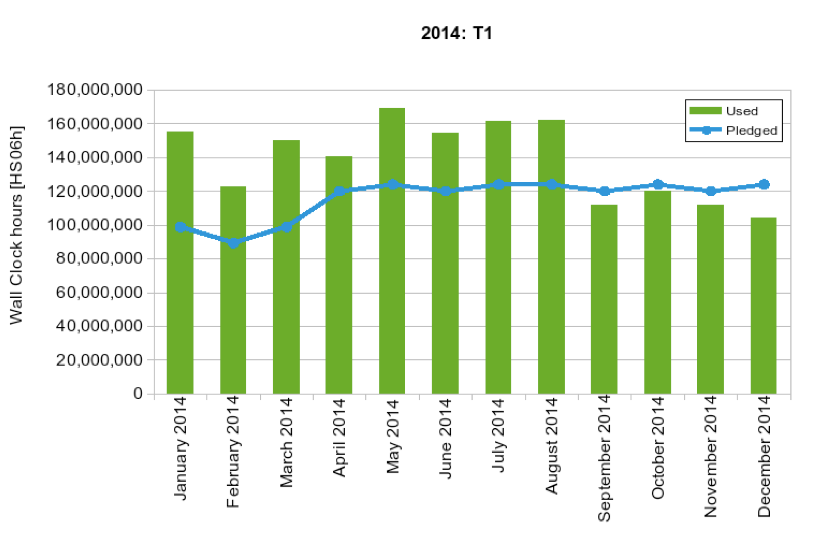 2014: T1
Wall Clock hours [HS06h]
180,000,000
160,000,000
140,000,000
120,000,000
100,000,000
80,000,000
60,000,000
40,000,000
20,000,000
0
Used
Pledged
January 2014
February 2014
March 2014
April 2014
May 2014
June 2014
July 2014
August 2014
September 2014
October 2014
November 2014
December 2014